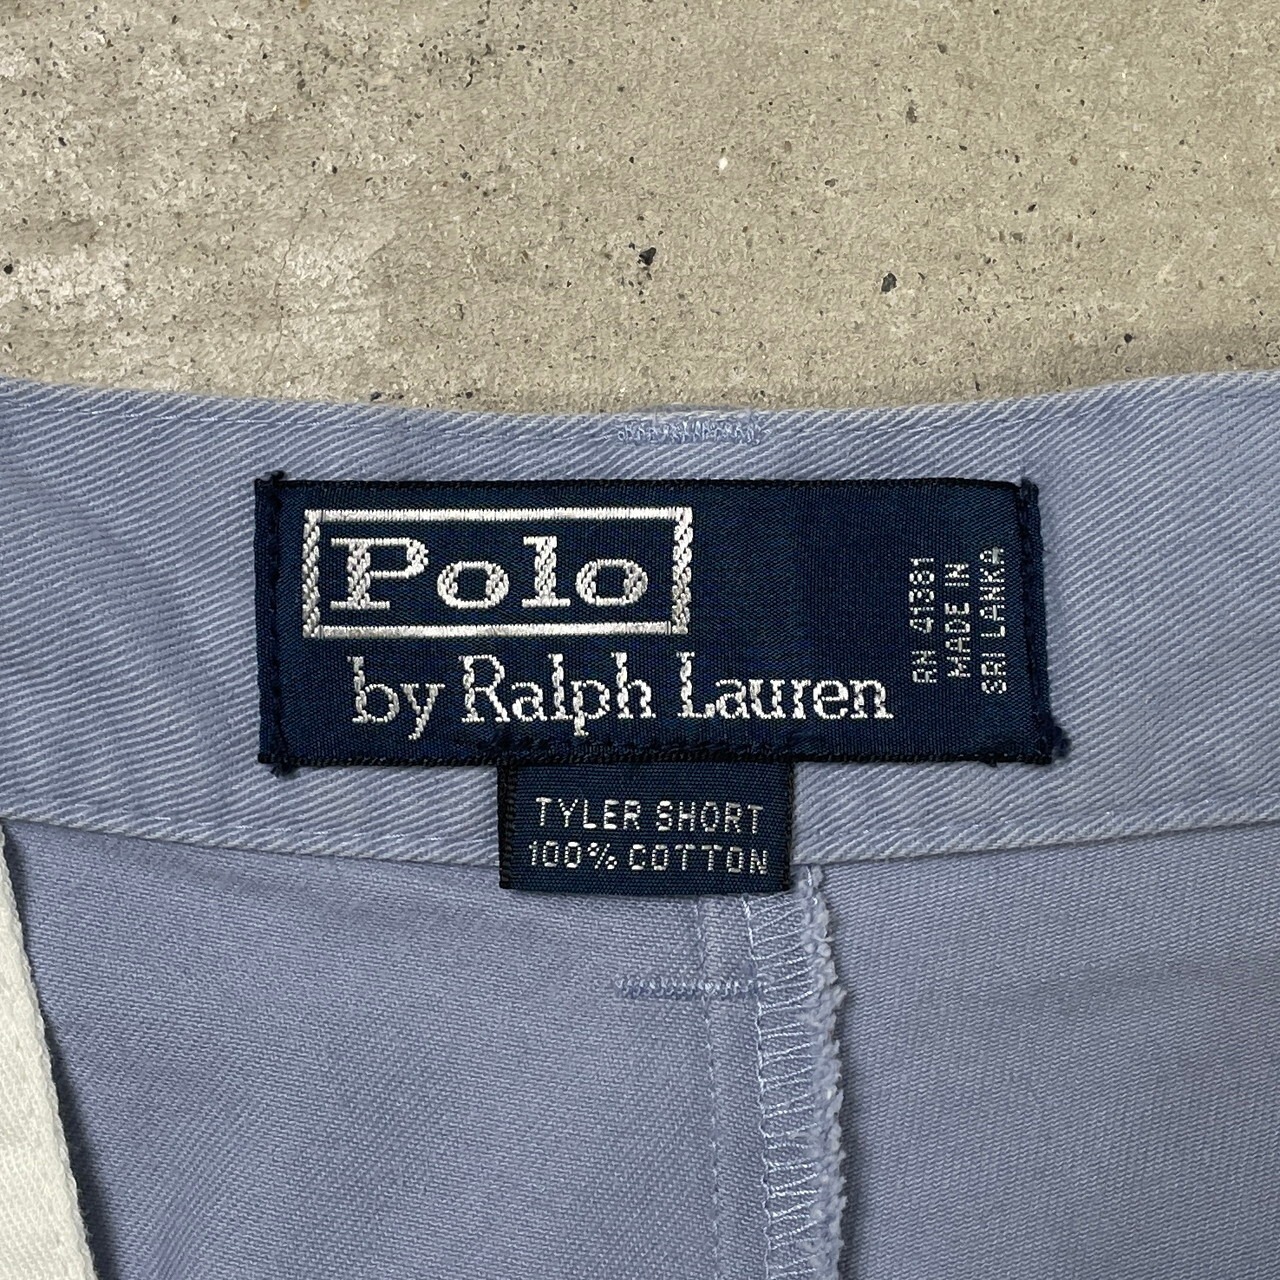 Polo
by Ralph Lauren
RN 41381
MADE IN
SRI LANKA
TYLER SHORT
100% COTTON